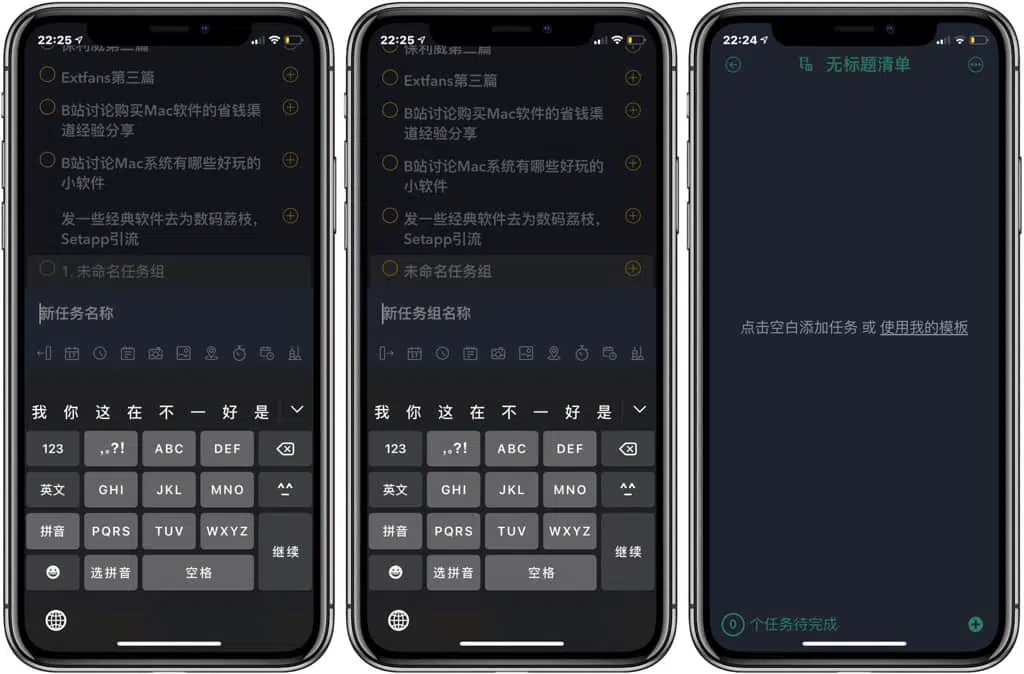 22:25
保利威第二篇
Extfans第三篇
B站讨论购买Mac软件的省钱渠
道经验分享
B站讨论Mac系统有哪些好玩的
小软件
发一些经典软件去为数码荔枝，
Setapp引流
1. 未命名任务组
新任务名称
我 你 这 在 不 一 好 是
123 ,。?! ABC DEF
英文 GHI JKL MNO ^^
拼音 PQRS TUV WXYZ 继续
选拼音 空格
22:25
保利威第二篇
Extfans第三篇
B站讨论购买Mac软件的省钱渠
道经验分享
B站讨论Mac系统有哪些好玩的
小软件
发一些经典软件去为数码荔枝，
Setapp引流
未命名任务组
新任务组名称
我 你 这 在 不 一 好 是
123 ,。?! ABC DEF
英文 GHI JKL MNO ^^
拼音 PQRS TUV WXYZ 继续
选拼音 空格
22:24
无标题清单
点击空白添加任务 或 使用我的模板
0 个任务待完成